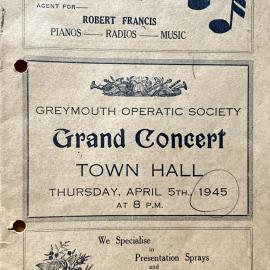 AGENT FOR
ROBERT FRANCIS
PIANOS — RADIOS — MUSIC
GREYMOUTH OPERATIC SOCIETY
Grand Concert
TOWN HALL
THURSDAY, APRIL 5TH., 1945
AT 8 P.M.
We Specialise
in
Presentation Sprays
and